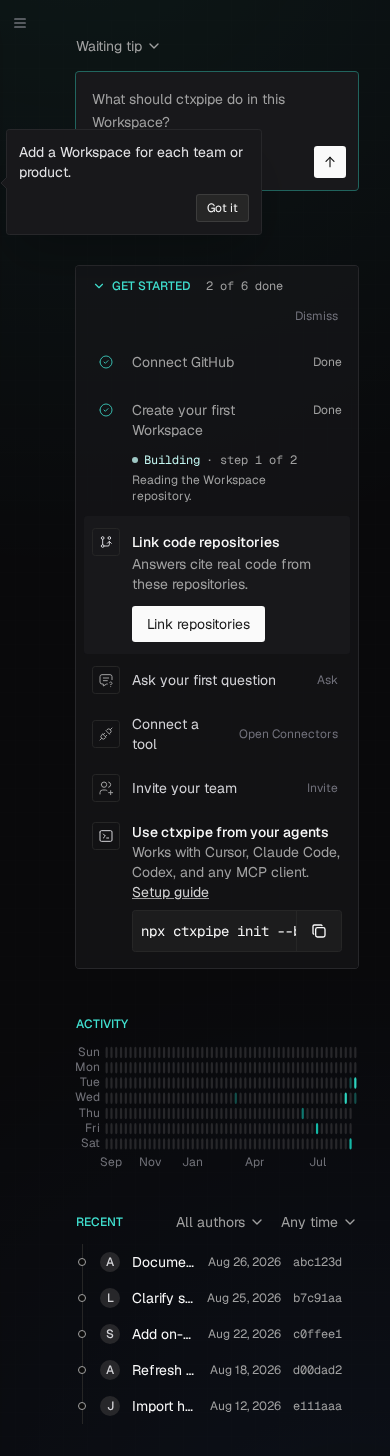 Waiting tip
What should ctxpipe do in this
Workspace?
Add a Workspace for each team or
product.
Got it
GET STARTED 2 of 6 done
Dismiss
Connect GitHub Done
Create your first Done
Workspace
Building · step 1 of 2
Reading the Workspace
repository.
Link code repositories
Answers cite real code from
these repositories.
Link repositories
Ask your first question Ask
Connect a
tool
Open Connectors
Invite your team Invite
Use ctxpipe from your agents
Works with Cursor, Claude Code,
Codex, and any MCP client.
Setup guide
npx ctxpipe init --b
ACTIVITY
Sun
Mon
Tue
Wed
Thu
Fri
Sat
Sep Nov Jan Apr Jul
RECENT All authors Any time
A Docume... Aug 26, 2026 abc123d
L Clarify s... Aug 25, 2026 b7c91aa
S Add on-... Aug 22, 2026 c0ffee1
A Refresh ... Aug 18, 2026 d00dad2
J Import h... Aug 12, 2026 e111aaa